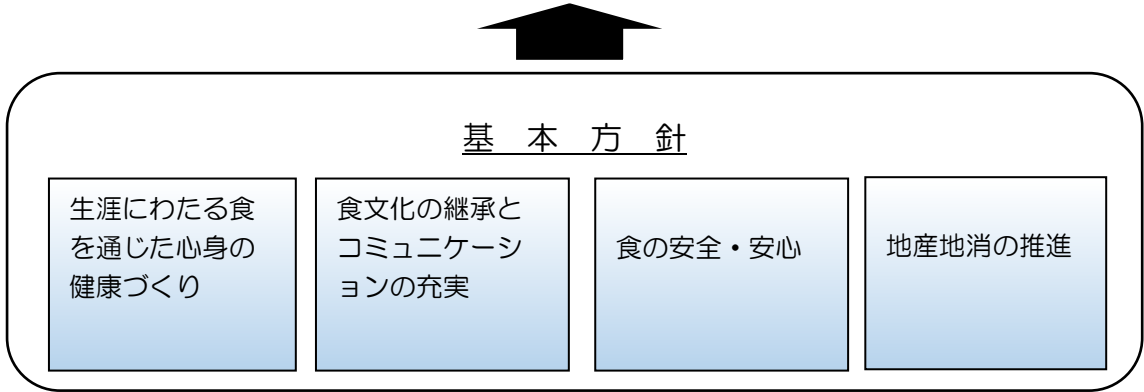 基 本 方 針
生涯にわたる食
を通じた心身の
健康づくり
食文化の継承と
コミュニケーシ
ョンの充実
食の安全・安心
地産地消の推進